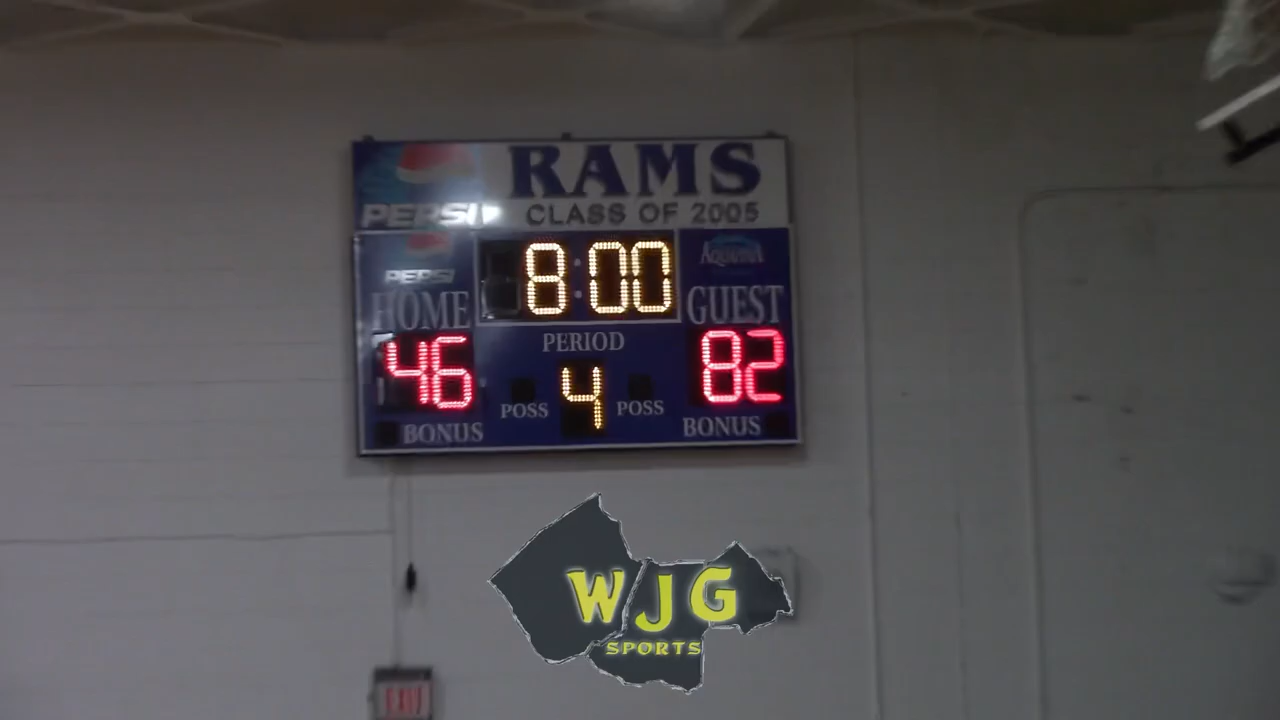 RAMS
PEPSI CLASS OF 2005
8:00
AQUAFINA
PEPSI
HOME GUEST
PERIOD
46 82
4
POSS POSS
BONUS BONUS
WJG
SPORTS
EXIT